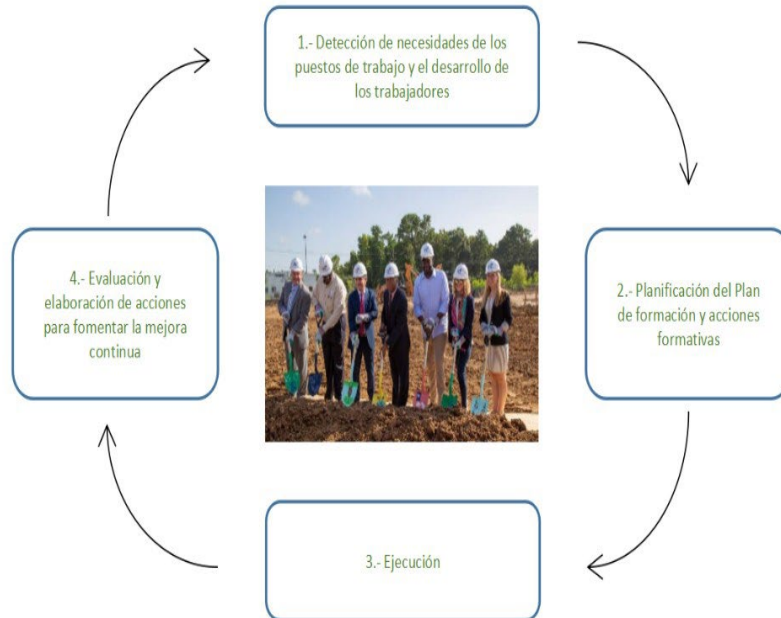 1.- Detección de necesidades de los
puestos de trabajo y el desarrollo de
los trabajadores
2.- Planificación del Plan
de formación y acciones
formativas
3.- Ejecución
4.- Evaluación y
elaboración de acciones
para fomentar la mejora
continua